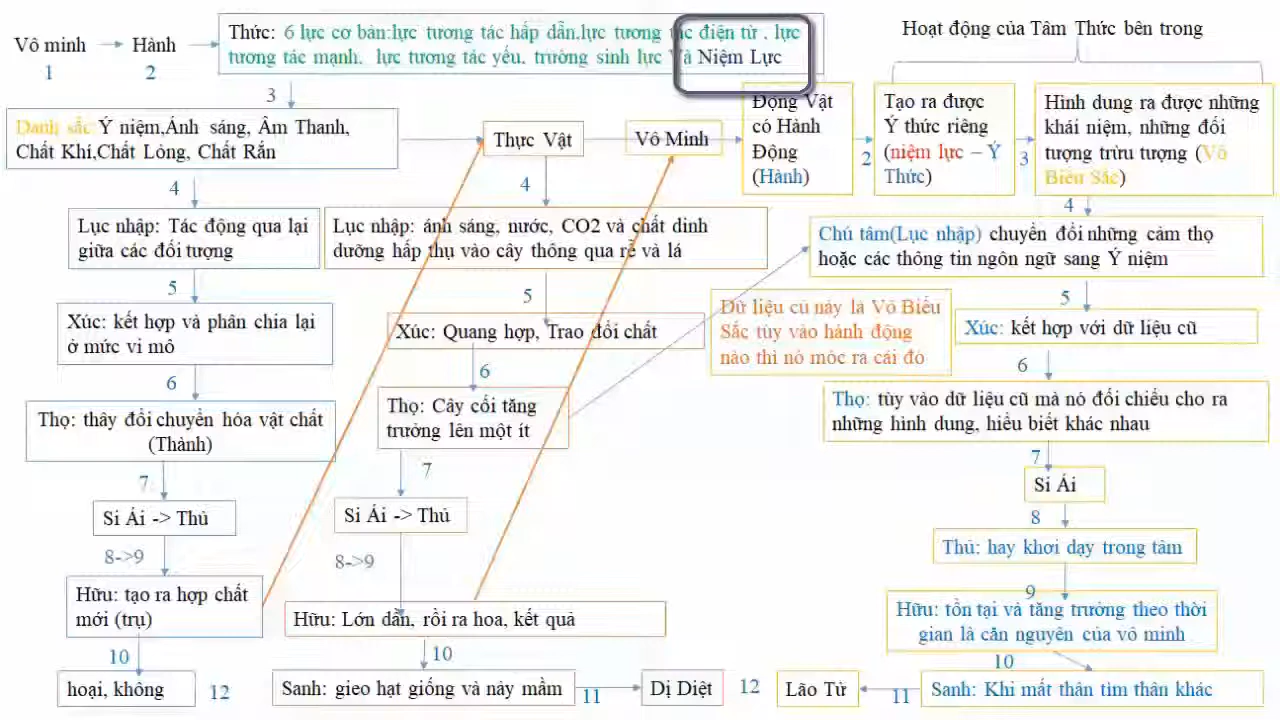 Vô minh
1
Hành
2
Thức: 6 lực cơ bản:lực tương tác hấp dẫn,lực tương tác điện từ , lực
tương tác mạnh, lực tương tác yếu, trường sinh lực Và Niệm Lực
Hoạt động của Tâm Thức bên trong
3
Danh sắc: Ý niệm,Ánh sáng, Âm Thanh,
Chất Khí,Chất Lỏng, Chất Rắn
Thực Vật
Vô Minh
Động Vật
có Hành
Động
(Hành)
2
Tạo ra được
Ý thức riêng
(niệm lực – Ý
Thức)
3
Hình dung ra được những
khái niệm, những đối
tượng trừu tượng (Vô
Biểu Sắc)
4
Lục nhập: Tác động qua lại
giữa các đối tượng
5
Xúc: kết hợp và phân chia lại
ở mức vi mô
6
Thọ: thây đổi chuyển hóa vật chất
(Thành)
7
Si Ái -> Thủ
8->9
Hữu: tạo ra hợp chất
mới (trụ)
10
hoại, không
12
4
Lục nhập: ánh sáng, nước, CO2 và chất dinh
dưỡng hấp thụ vào cây thông qua rễ và lá
5
Xúc: Quang hợp, Trao đổi chất
6
Thọ: Cây cối tăng
trưởng lên một ít
7
Si Ái -> Thủ
8->9
Hữu: Lớn dần, rồi ra hoa, kết quả
10
Sanh: gieo hạt giống và nảy mầm
11
Dị Diệt
12
4
Chú tâm(Lục nhập) chuyển đổi những cảm thọ
hoặc các thông tin ngôn ngữ sang Ý niệm
5
Dữ liệu củ này là Vô Biểu
Sắc tùy vào hành động
nào thì nó móc ra cái đó
Xúc: kết hợp với dữ liệu cũ
6
Thọ: tùy vào dữ liệu cũ mà nó đối chiếu cho ra
những hình dung, hiểu biết khác nhau
7
Si Ái
8
Thủ: hay khơi dạy trong tâm
9
Hữu: tồn tại và tăng trưởng theo thời
gian là căn nguyên của vô minh
10
Sanh: Khi mất thân tìm thân khác
11
Lão Tử